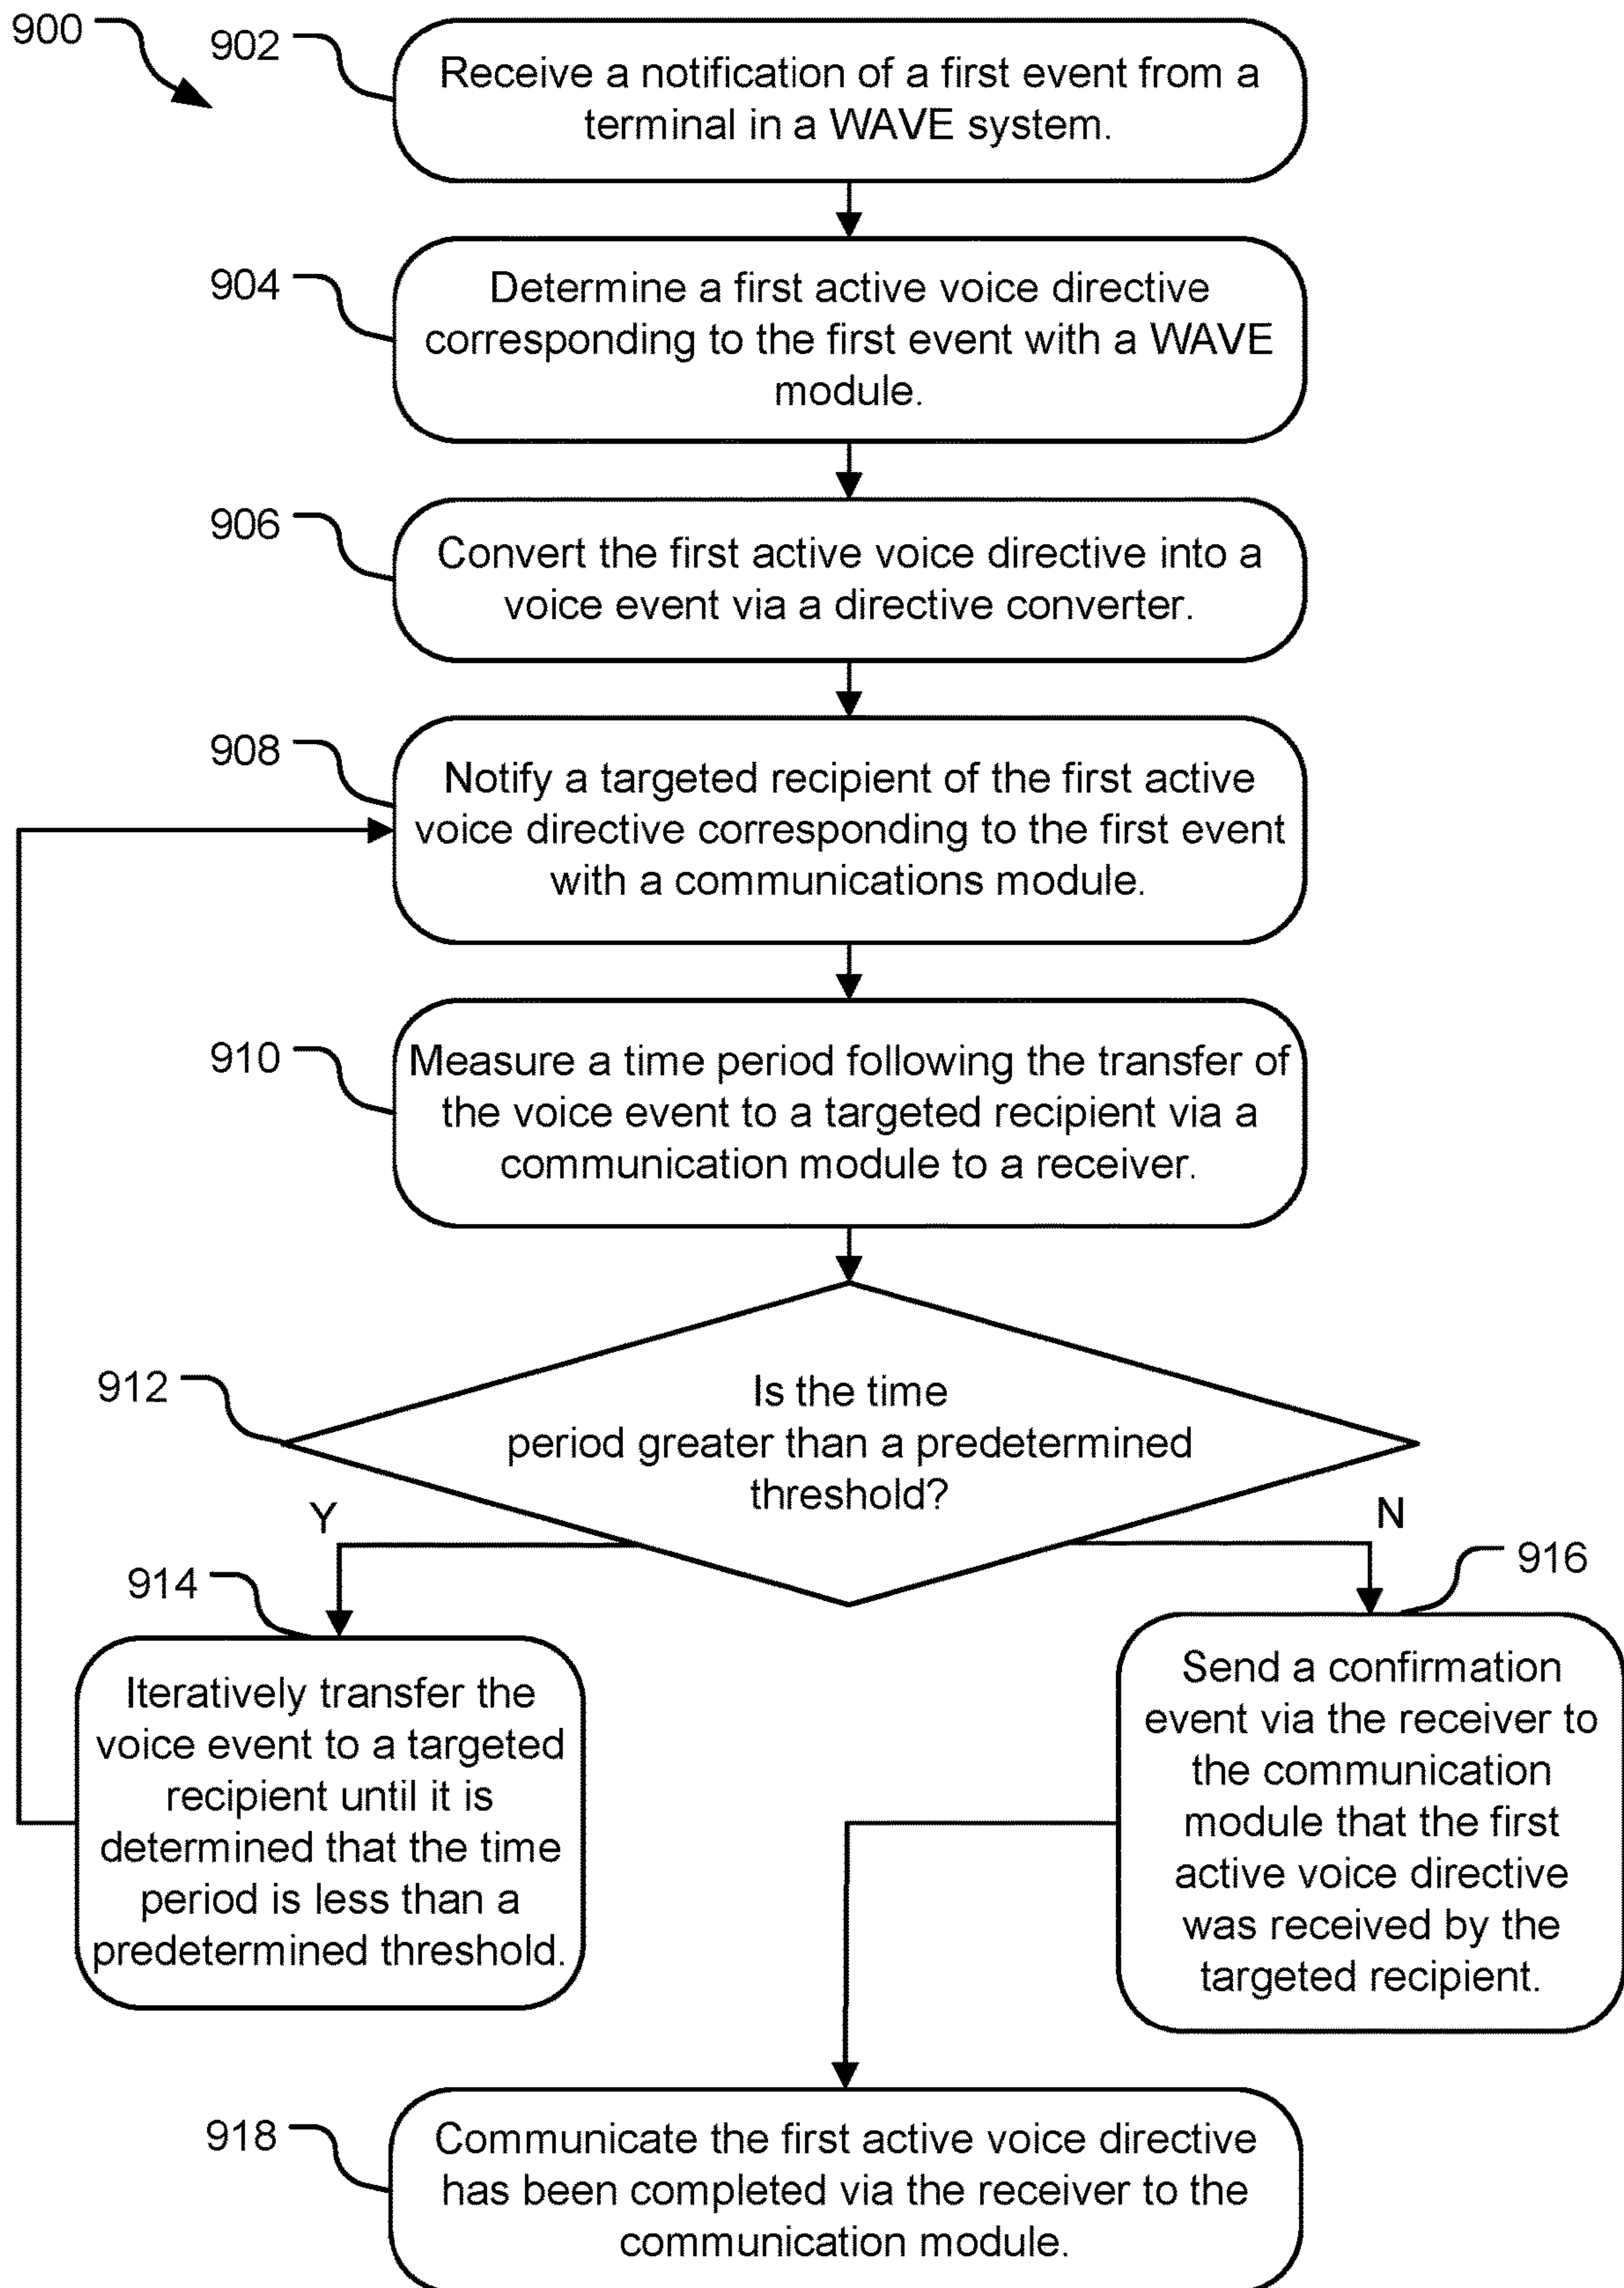 900
902
Receive a notification of a first event from a
terminal in a WAVE system.
904
Determine a first active voice directive
corresponding to the first event with a WAVE
module.
906
Convert the first active voice directive into a
voice event via a directive converter.
908
Notify a targeted recipient of the first active
voice directive corresponding to the first event
with a communications module.
910
Measure a time period following the transfer of
the voice event to a targeted recipient via a
communication module to a receiver.
912
Is the time
period greater than a predetermined
threshold?
Y
N
914
Iteratively transfer the
voice event to a targeted
recipient until it is
determined that the time
period is less than a
predetermined threshold.
916
Send a confirmation
event via the receiver to
the communication
module that the first
active voice directive
was received by the
targeted recipient.
918
Communicate the first active voice directive
has been completed via the receiver to the
communication module.